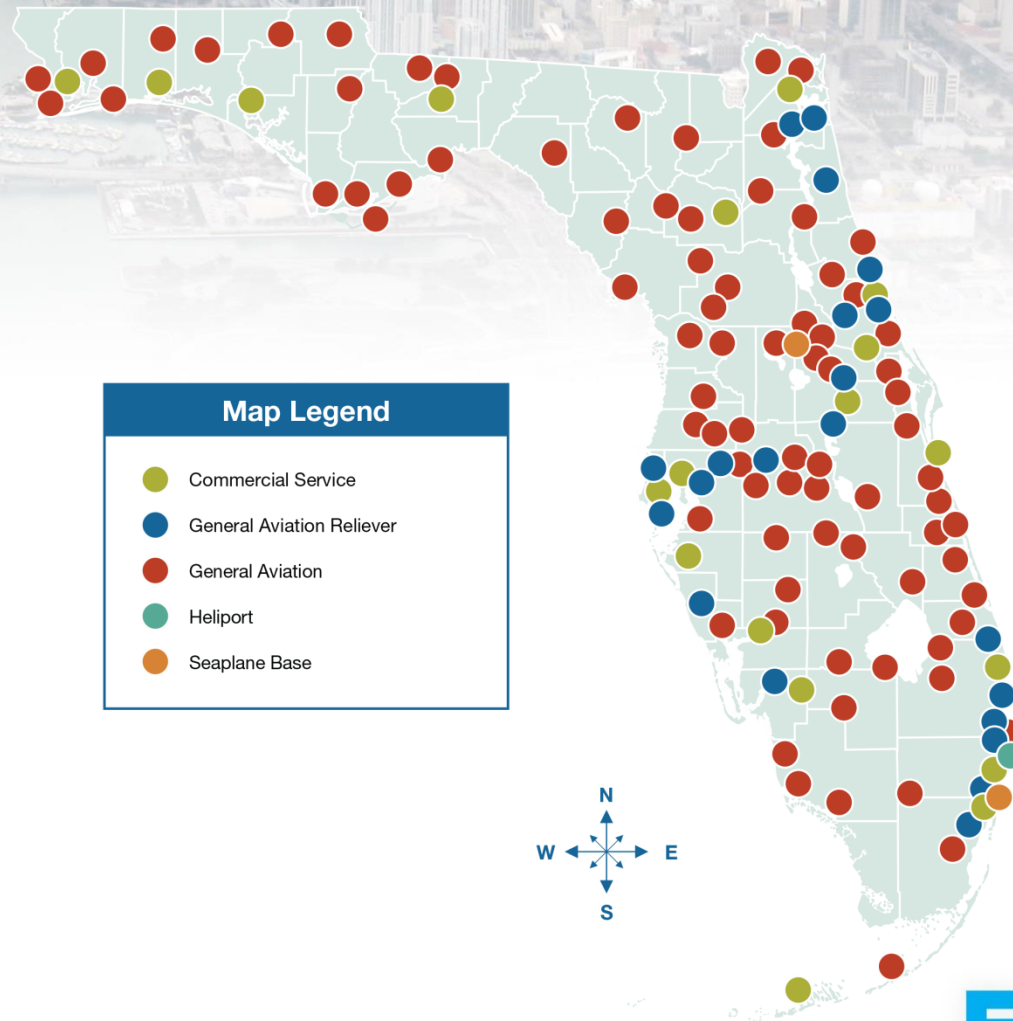 Map Legend
Commercial Service
General Aviation Reliever
General Aviation
Heliport
Seaplane Base
N
W E
S